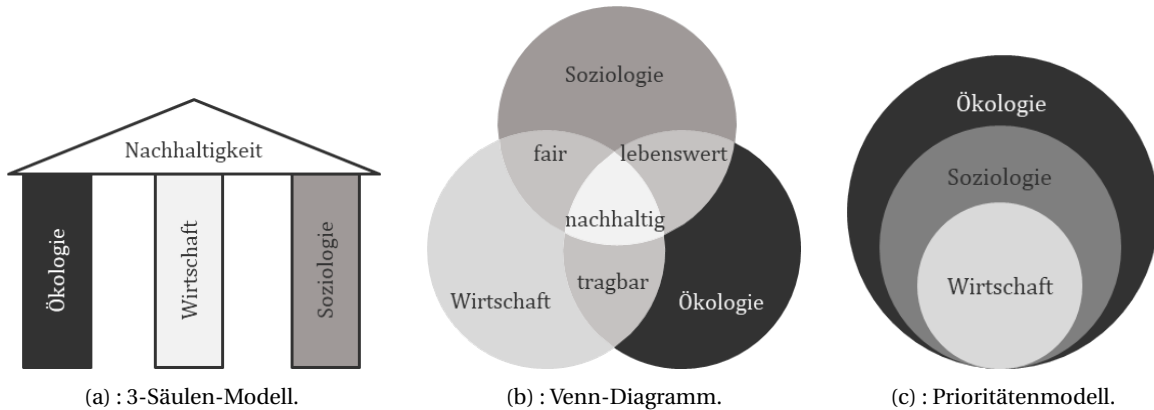 Nachhaltigkeit
Ökologie
Wirtschaft
Soziologie
(a) : 3-Säulen-Modell.
Soziologie
fair
lebenswert
nachhaltig
tragbar
Wirtschaft
Ökologie
(b) : Venn-Diagramm.
Ökologie
Soziologie
Wirtschaft
(c) : Prioritätenmodell.